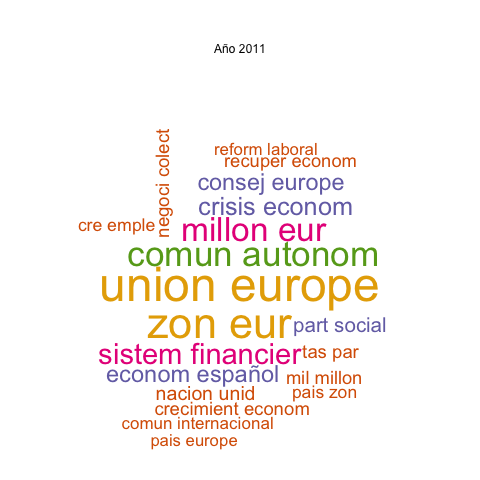 Año 2011
negoci colect
reform laboral
recuper econom
consej europe
crisis econom
cre emple
millon eur
comun autonom
union europe
zon eur
part social
sistem financier
tas par
econom español
mil millon
nacion unid
pais zon
crecimient econom
comun internacional
pais europe